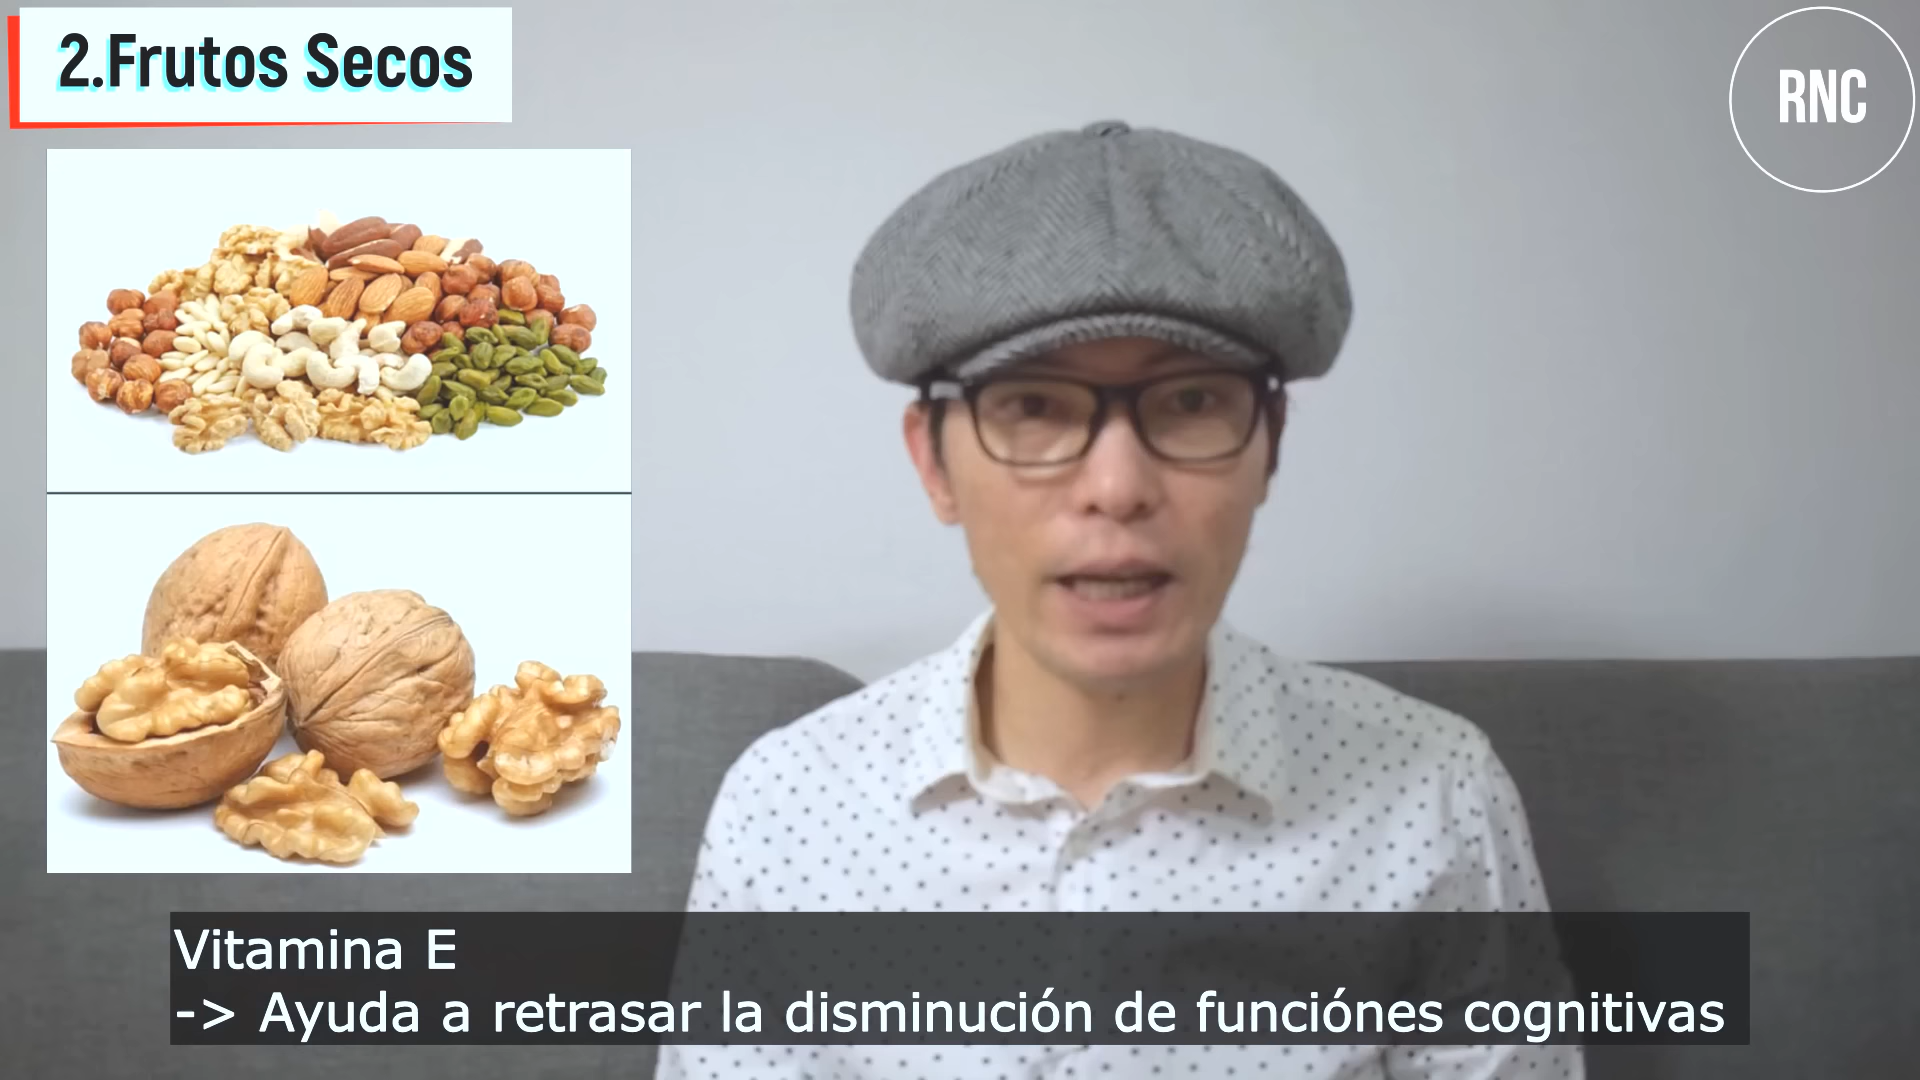 2.Frutos Secos
RNC
Vitamina E
-> Ayuda a retrasar la disminución de funciónes cognitivas